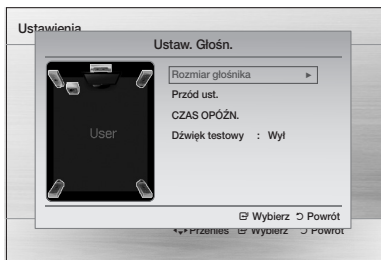 Ustawienia
Ustaw. Głośn.
Rozmiar głośnika ►
Przód ust.
CZAS OPÓŹN.
Dźwięk testowy : Wył
User
Wybierz Powrót
Przenieś Wybierz Powrót